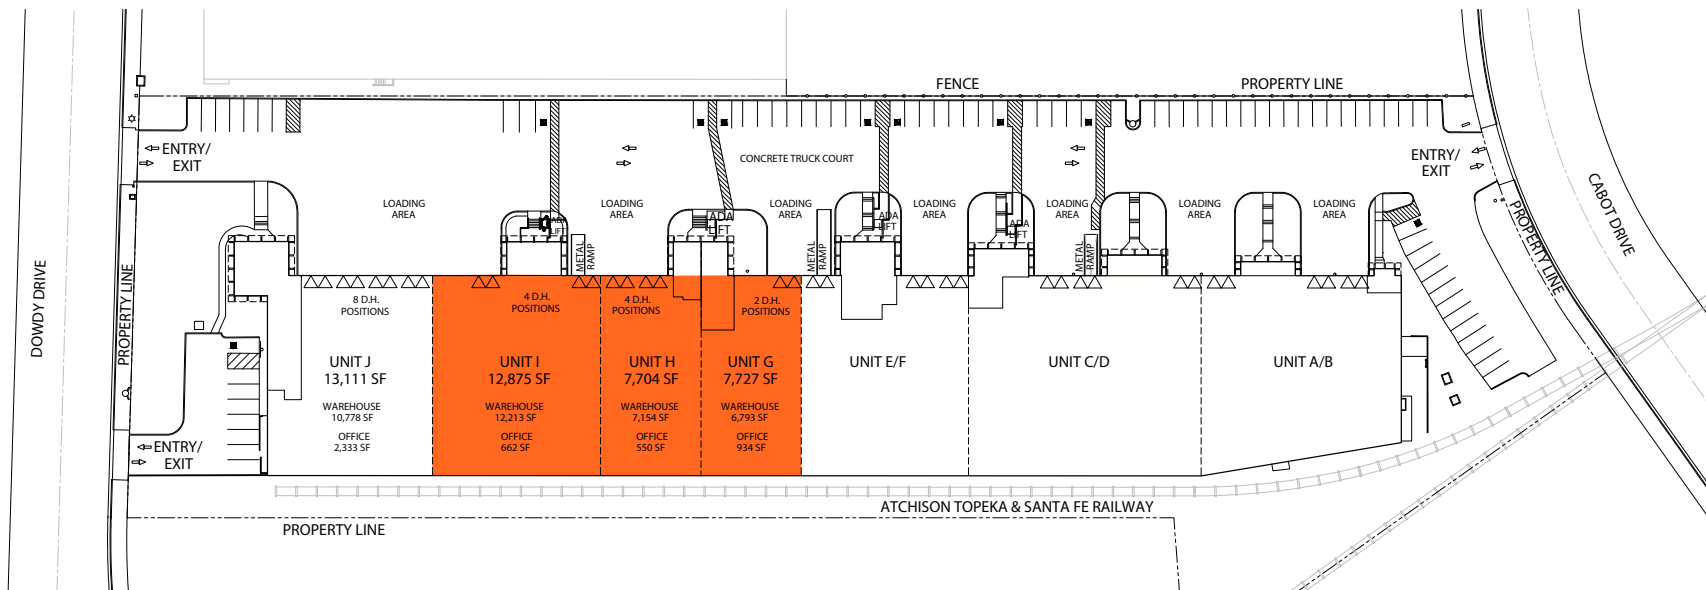 FENCE
PROPERTY LINE
ENTRY/
EXIT
CONCRETE TRUCK COURT
ENTRY/
EXIT
LOADING
AREA
LOADING
AREA
LOADING
AREA
LOADING
AREA
LOADING
AREA
LOADING
AREA
LOADING
AREA
ADA
LIFT
ADA
LIFT
ADA
LIFT
ADA
LIFT
METAL
RAMP
METAL
RAMP
METAL
RAMP
DOWDY DRIVE
PROPERTY LINE
PROPERTY LINE
CABOT DRIVE
8 D.H.
POSITIONS
4 D.H.
POSITIONS
4 D.H.
POSITIONS
2 D.H.
POSITIONS
UNIT J
13,111 SF
WAREHOUSE
10,778 SF
OFFICE
2,333 SF
UNIT I
12,875 SF
WAREHOUSE
12,213 SF
OFFICE
662 SF
UNIT H
7,704 SF
WAREHOUSE
7,154 SF
OFFICE
550 SF
UNIT G
7,727 SF
WAREHOUSE
6,793 SF
OFFICE
934 SF
UNIT E/F
UNIT C/D
UNIT A/B
ENTRY/
EXIT
ATCHISON TOPEKA & SANTA FE RAILWAY
PROPERTY LINE